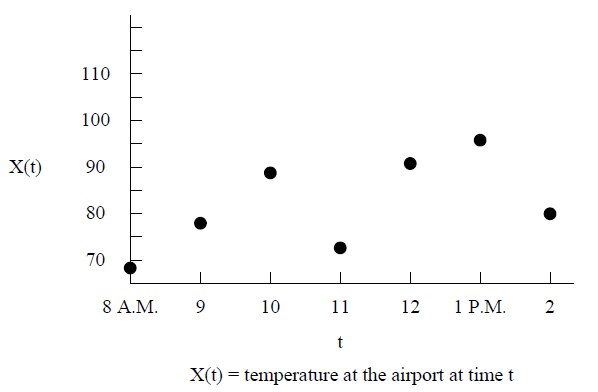 110
100
X(t)
90
80
70
8 A.M. 9 10 11 12 1 P.M. 2
t
X(t) = temperature at the airport at time t